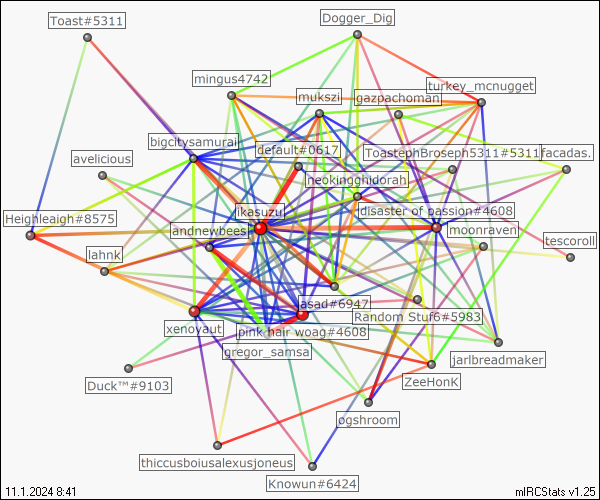 Toast#5311
Dogger_Dig
mingus4742
turkey_mcnugget
mukszi
gazpachoman
bigcitysamurai
default#0617
ToastephBroseph5311#5311
facadas.
avelicious
neokingghidorah
ikasuzu
disaster of passion#4608
Heighleaigh#8575
landnewbees
moonraven
lahnk
tescoroll
jasad#6947
Random Stuf6#5983
xenoyaut
pink hair woag#4608
gregor_samsa
jarlbreadmaker
Duck™#9103
ZeeHonK
ogshroom
thiccusboiusalexusjoneus
Knowun#6424
11.1.2024 8:41
mIRCStats v1.25